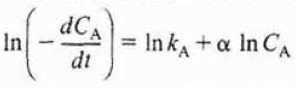 ln(−dC_A/dt) = ln k_A + α ln C_A